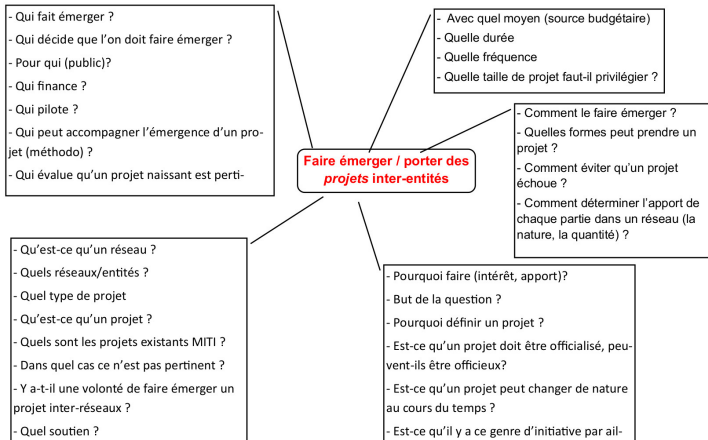 - Qui fait émerger ?
- Qui décide que l'on doit faire émerger ?
- Pour qui (public)?
- Qui finance ?
- Qui pilote ?
- Qui peut accompagner l'émergence d'un pro-
jet (méthodo) ?
- Qui évalue qu'un projet naissant est perti-
- Avec quel moyen (source budgétaire)
- Quelle durée
- Quelle fréquence
- Quelle taille de projet faut-il privilégier ?
- Comment le faire émerger ?
- Quelles formes peut prendre un
projet ?
- Comment éviter qu'un projet
échoue ?
- Comment déterminer l'apport de
chaque partie dans un réseau (la
nature, la quantité) ?
Faire émerger / porter des
projets inter-entités
- Qu'est-ce qu'un réseau ?
- Quels réseaux/entités ?
- Quel type de projet
- Qu'est-ce qu'un projet ?
- Quels sont les projets existants MITI ?
- Dans quel cas ce n'est pas pertinent ?
- Y a-t-il une volonté de faire émerger un
projet inter-réseaux ?
- Quel soutien ?
- Pourquoi faire (intérêt, apport)?
- But de la question ?
- Pourquoi définir un projet ?
- Est-ce qu'un projet doit être officialisé, peu-
vent-ils être officieux?
- Est-ce qu'un projet peut changer de nature
au cours du temps ?
- Est-ce qu'il y a ce genre d'initiative par ail-